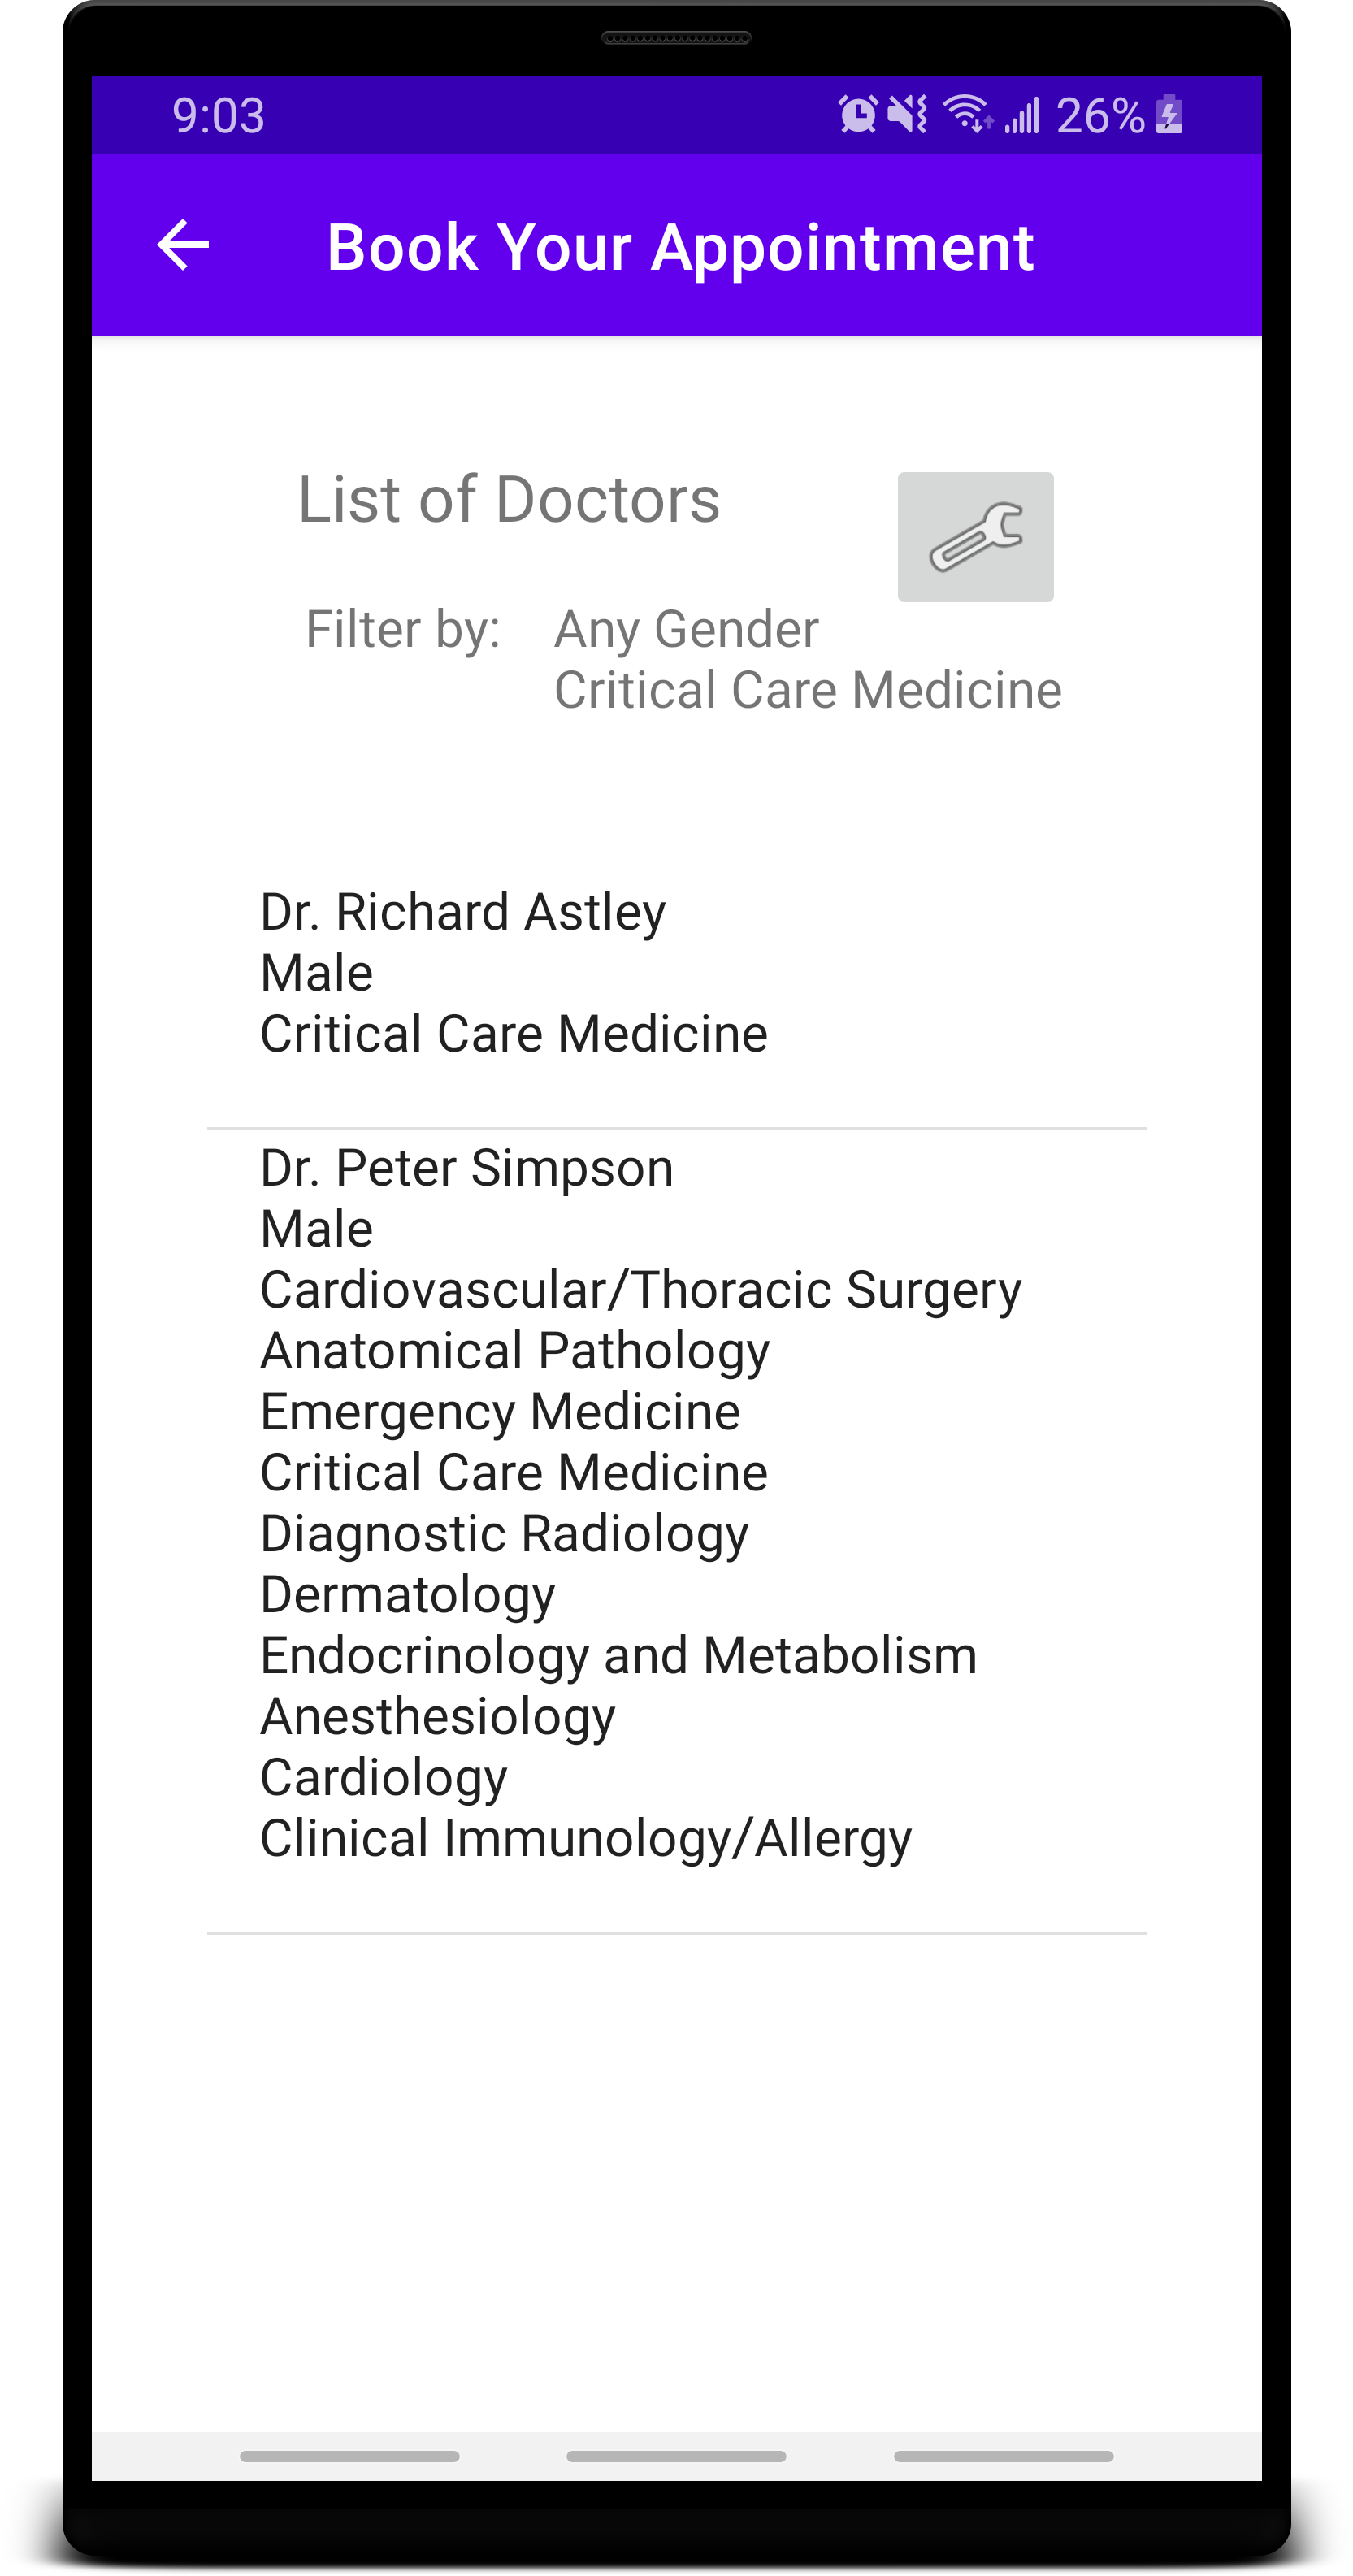 9:03 26%
Book Your Appointment
List of Doctors
Filter by: Any Gender
Critical Care Medicine
Dr. Richard Astley
Male
Critical Care Medicine
Dr. Peter Simpson
Male
Cardiovascular/Thoracic Surgery
Anatomical Pathology
Emergency Medicine
Critical Care Medicine
Diagnostic Radiology
Dermatology
Endocrinology and Metabolism
Anesthesiology
Cardiology
Clinical Immunology/Allergy